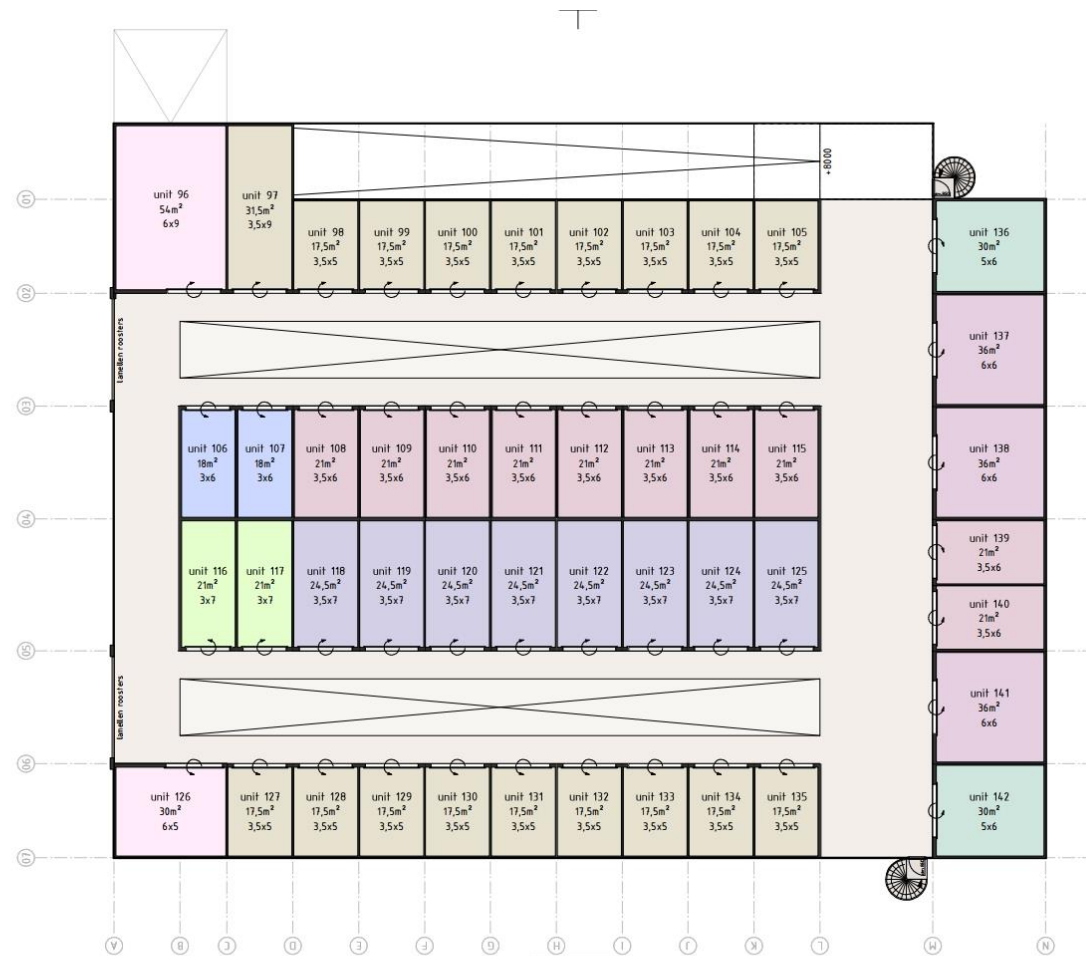 +8000
01
unit 96
54m²
6x9
unit 97
31,5m²
3,5x9
unit 98
17,5m²
3,5x5
unit 99
17,5m²
3,5x5
unit 100
17,5m²
3,5x5
unit 101
17,5m²
3,5x5
unit 102
17,5m²
3,5x5
unit 103
17,5m²
3,5x5
unit 104
17,5m²
3,5x5
unit 105
17,5m²
3,5x5
unit 136
30m²
5x6
02
lamellen roosters
unit 137
36m²
6x6
03
unit 106
18m²
3x6
unit 107
18m²
3x6
unit 108
21m²
3,5x6
unit 109
21m²
3,5x6
unit 110
21m²
3,5x6
unit 111
21m²
3,5x6
unit 112
21m²
3,5x6
unit 113
21m²
3,5x6
unit 114
21m²
3,5x6
unit 115
21m²
3,5x6
unit 138
36m²
6x6
04
unit 116
21m²
3x7
unit 117
21m²
3x7
unit 118
24,5m²
3,5x7
unit 119
24,5m²
3,5x7
unit 120
24,5m²
3,5x7
unit 121
24,5m²
3,5x7
unit 122
24,5m²
3,5x7
unit 123
24,5m²
3,5x7
unit 124
24,5m²
3,5x7
unit 125
24,5m²
3,5x7
unit 139
21m²
3,5x6
unit 140
21m²
3,5x6
05
lamellen roosters
unit 141
36m²
6x6
06
unit 126
30m²
6x5
unit 127
17,5m²
3,5x5
unit 128
17,5m²
3,5x5
unit 129
17,5m²
3,5x5
unit 130
17,5m²
3,5x5
unit 131
17,5m²
3,5x5
unit 132
17,5m²
3,5x5
unit 133
17,5m²
3,5x5
unit 134
17,5m²
3,5x5
unit 135
17,5m²
3,5x5
unit 142
30m²
5x6
07
A B C D E F G H I J K L M N